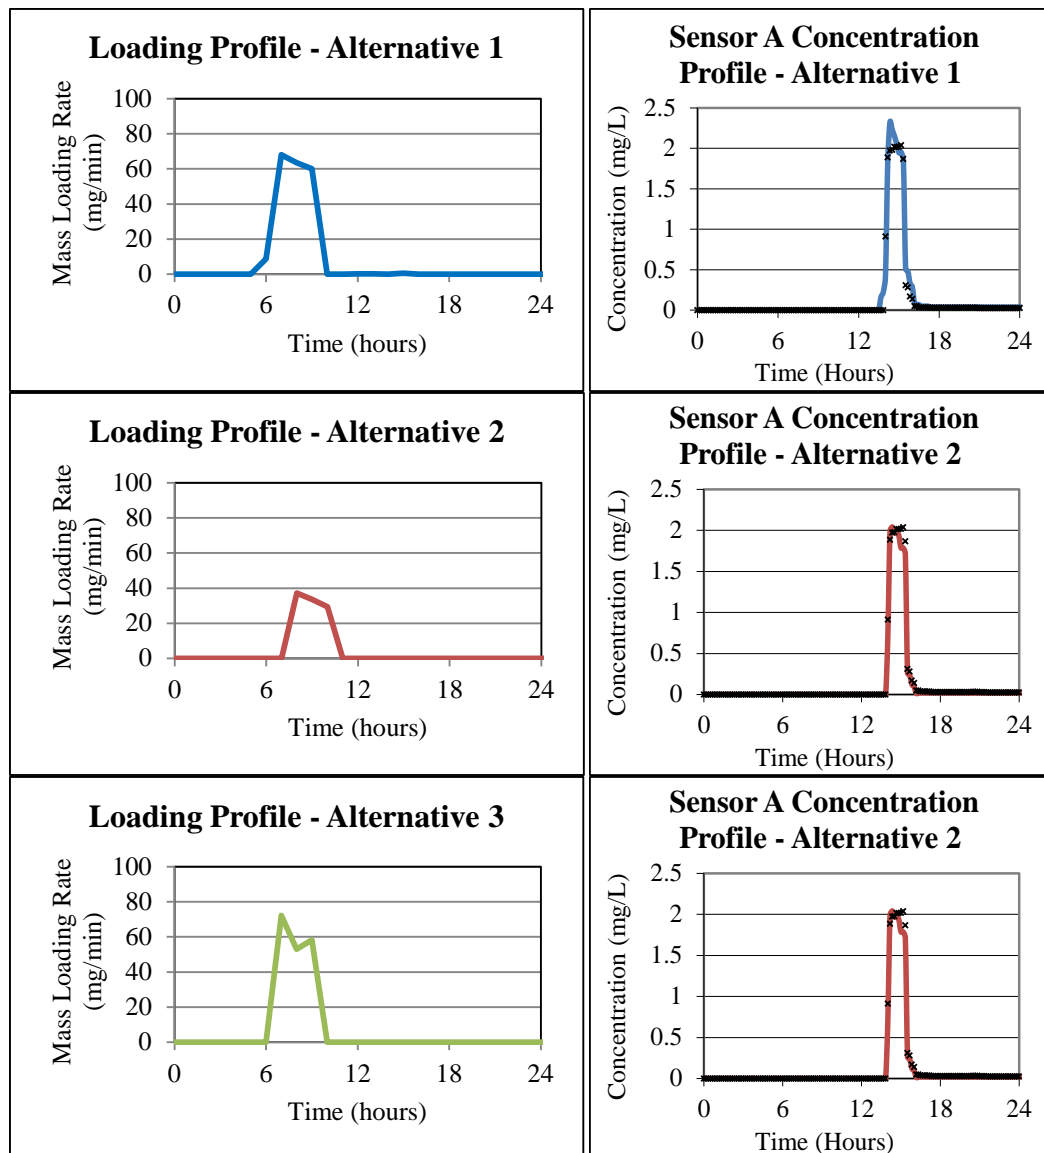 Loading Profile - Alternative 1
Mass Loading Rate
(mg/min)
100
80
60
40
20
0
0 6 12 18 24
Time (hours)
Sensor A Concentration
Profile - Alternative 1
Concentration (mg/L)
2.5
2
1.5
1
0.5
0
0 6 12 18 24
Time (Hours)
Loading Profile - Alternative 2
Mass Loading Rate
(mg/min)
100
80
60
40
20
0
0 6 12 18 24
Time (hours)
Sensor A Concentration
Profile - Alternative 2
Concentration (mg/L)
2.5
2
1.5
1
0.5
0
0 6 12 18 24
Time (Hours)
Loading Profile - Alternative 3
Mass Loading Rate
(mg/min)
100
80
60
40
20
0
0 6 12 18 24
Time (hours)
Sensor A Concentration
Profile - Alternative 2
Concentration (mg/L)
2.5
2
1.5
1
0.5
0
0 6 12 18 24
Time (Hours)